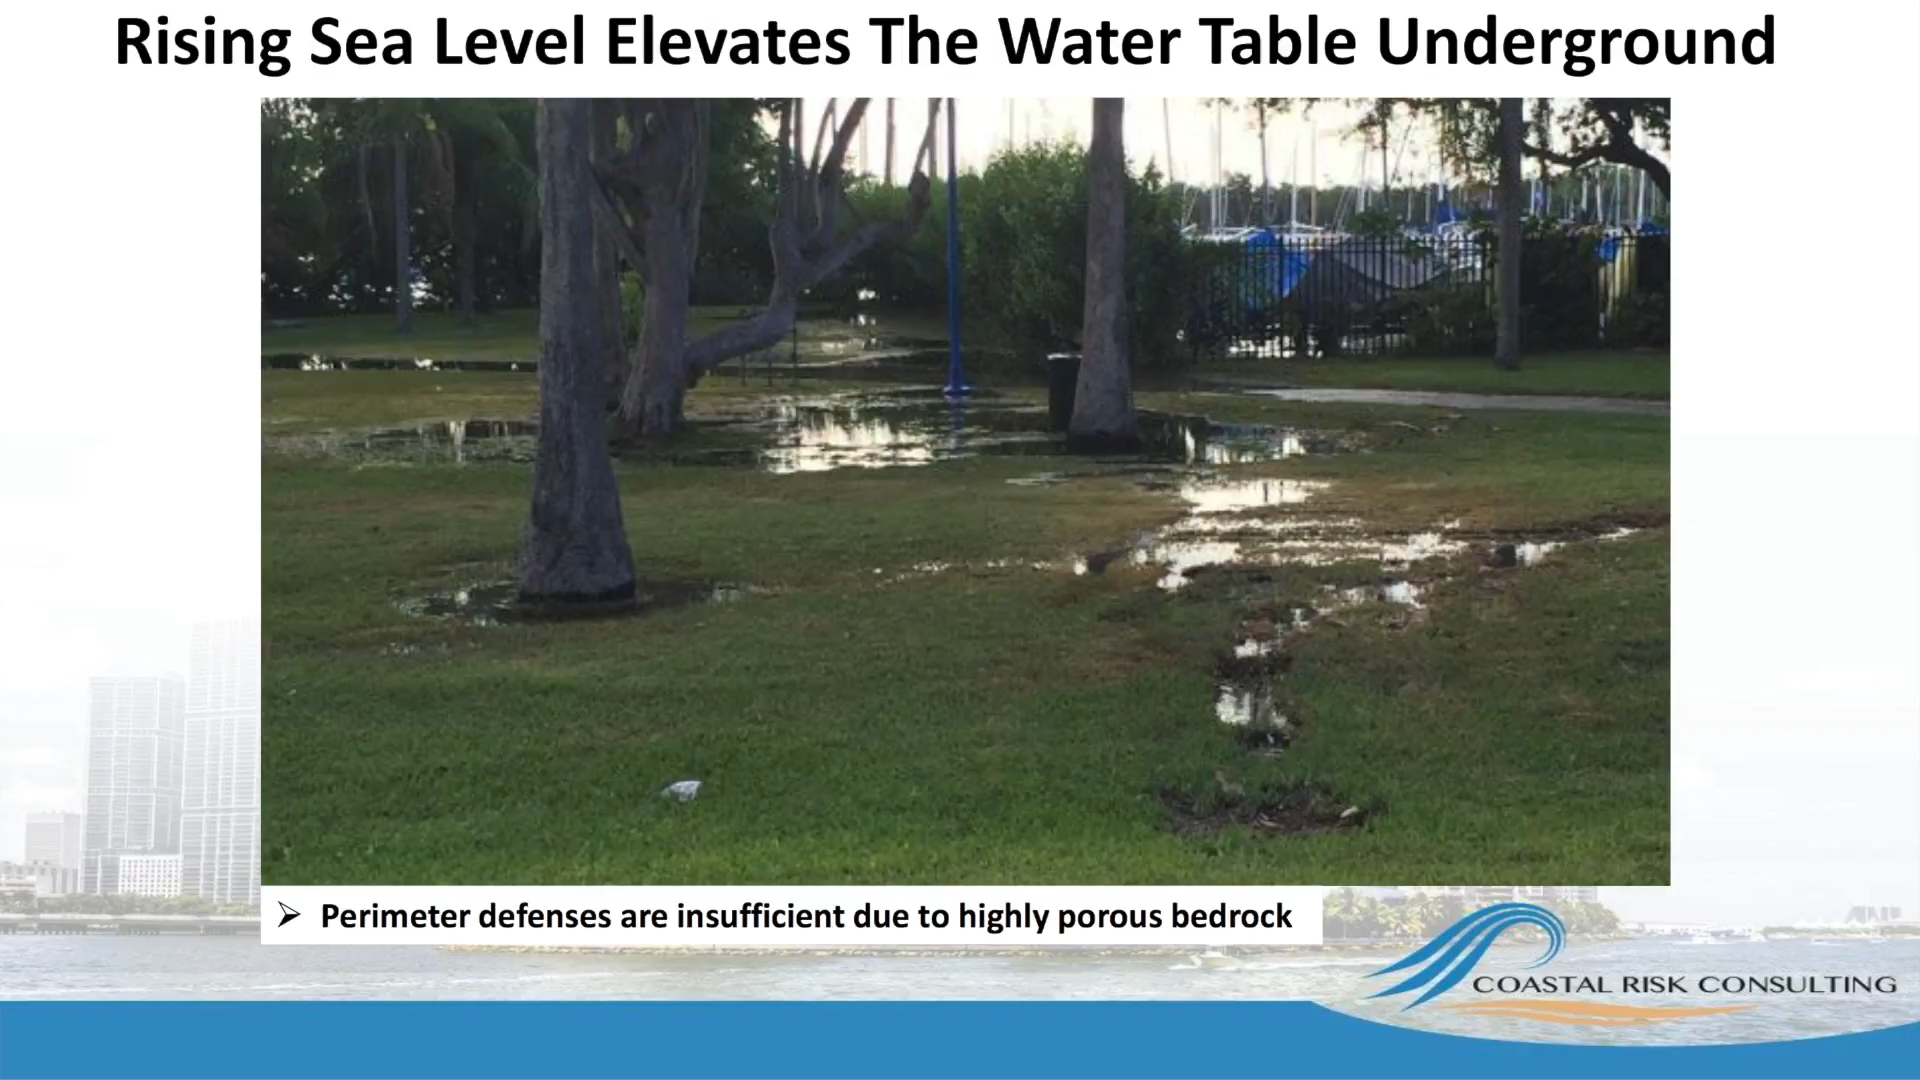 Rising Sea Level Elevates The Water Table Underground
➢ Perimeter defenses are insufficient due to highly porous bedrock
COASTAL RISK CONSULTING